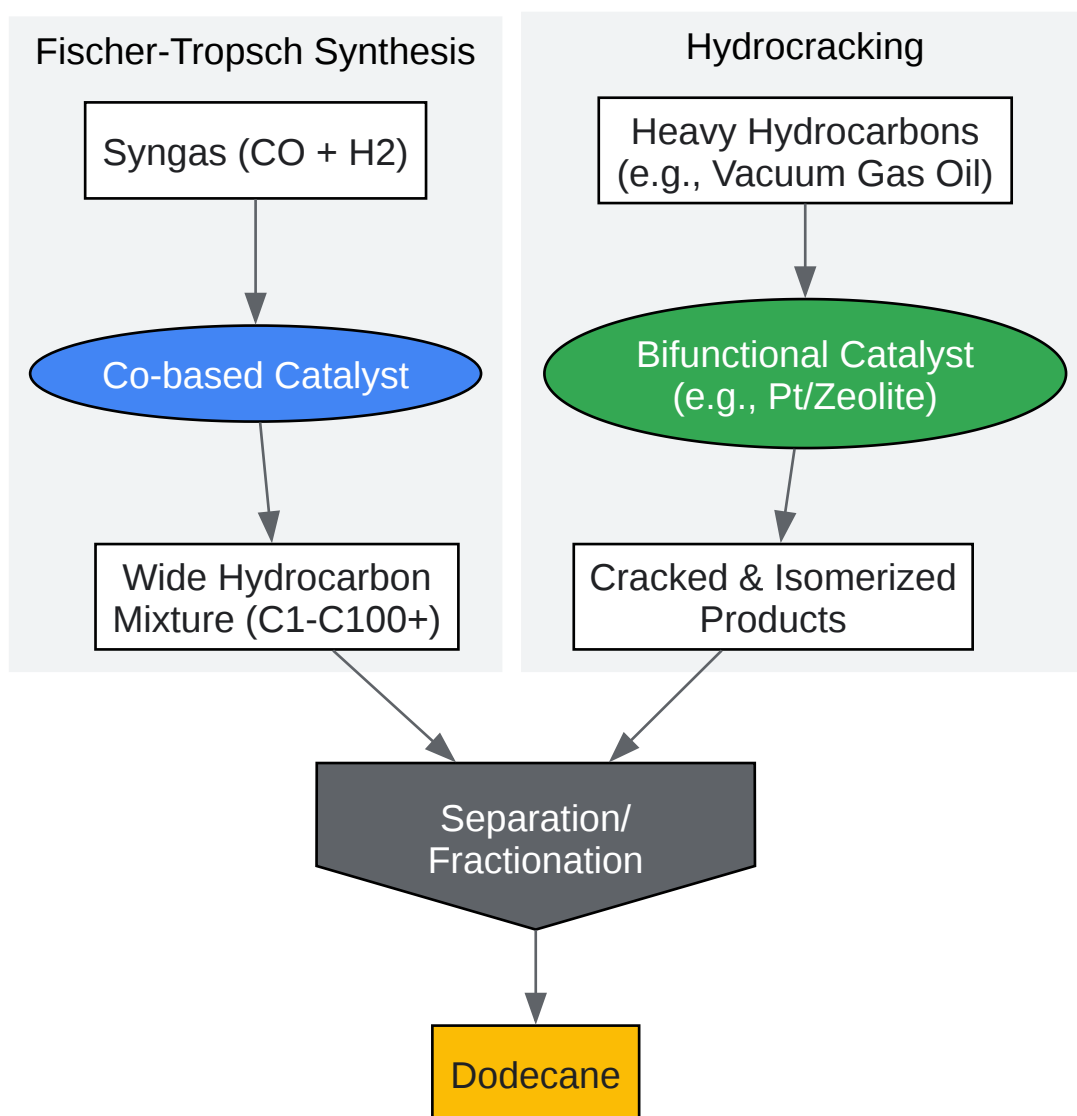 Fischer-Tropsch Synthesis
Syngas (CO + H2)
Co-based Catalyst
Wide Hydrocarbon
Mixture (C1-C100+)
Hydrocracking
Heavy Hydrocarbons
(e.g., Vacuum Gas Oil)
Bifunctional Catalyst
(e.g., Pt/Zeolite)
Cracked & Isomerized
Products
Separation/
Fractionation
Dodecane